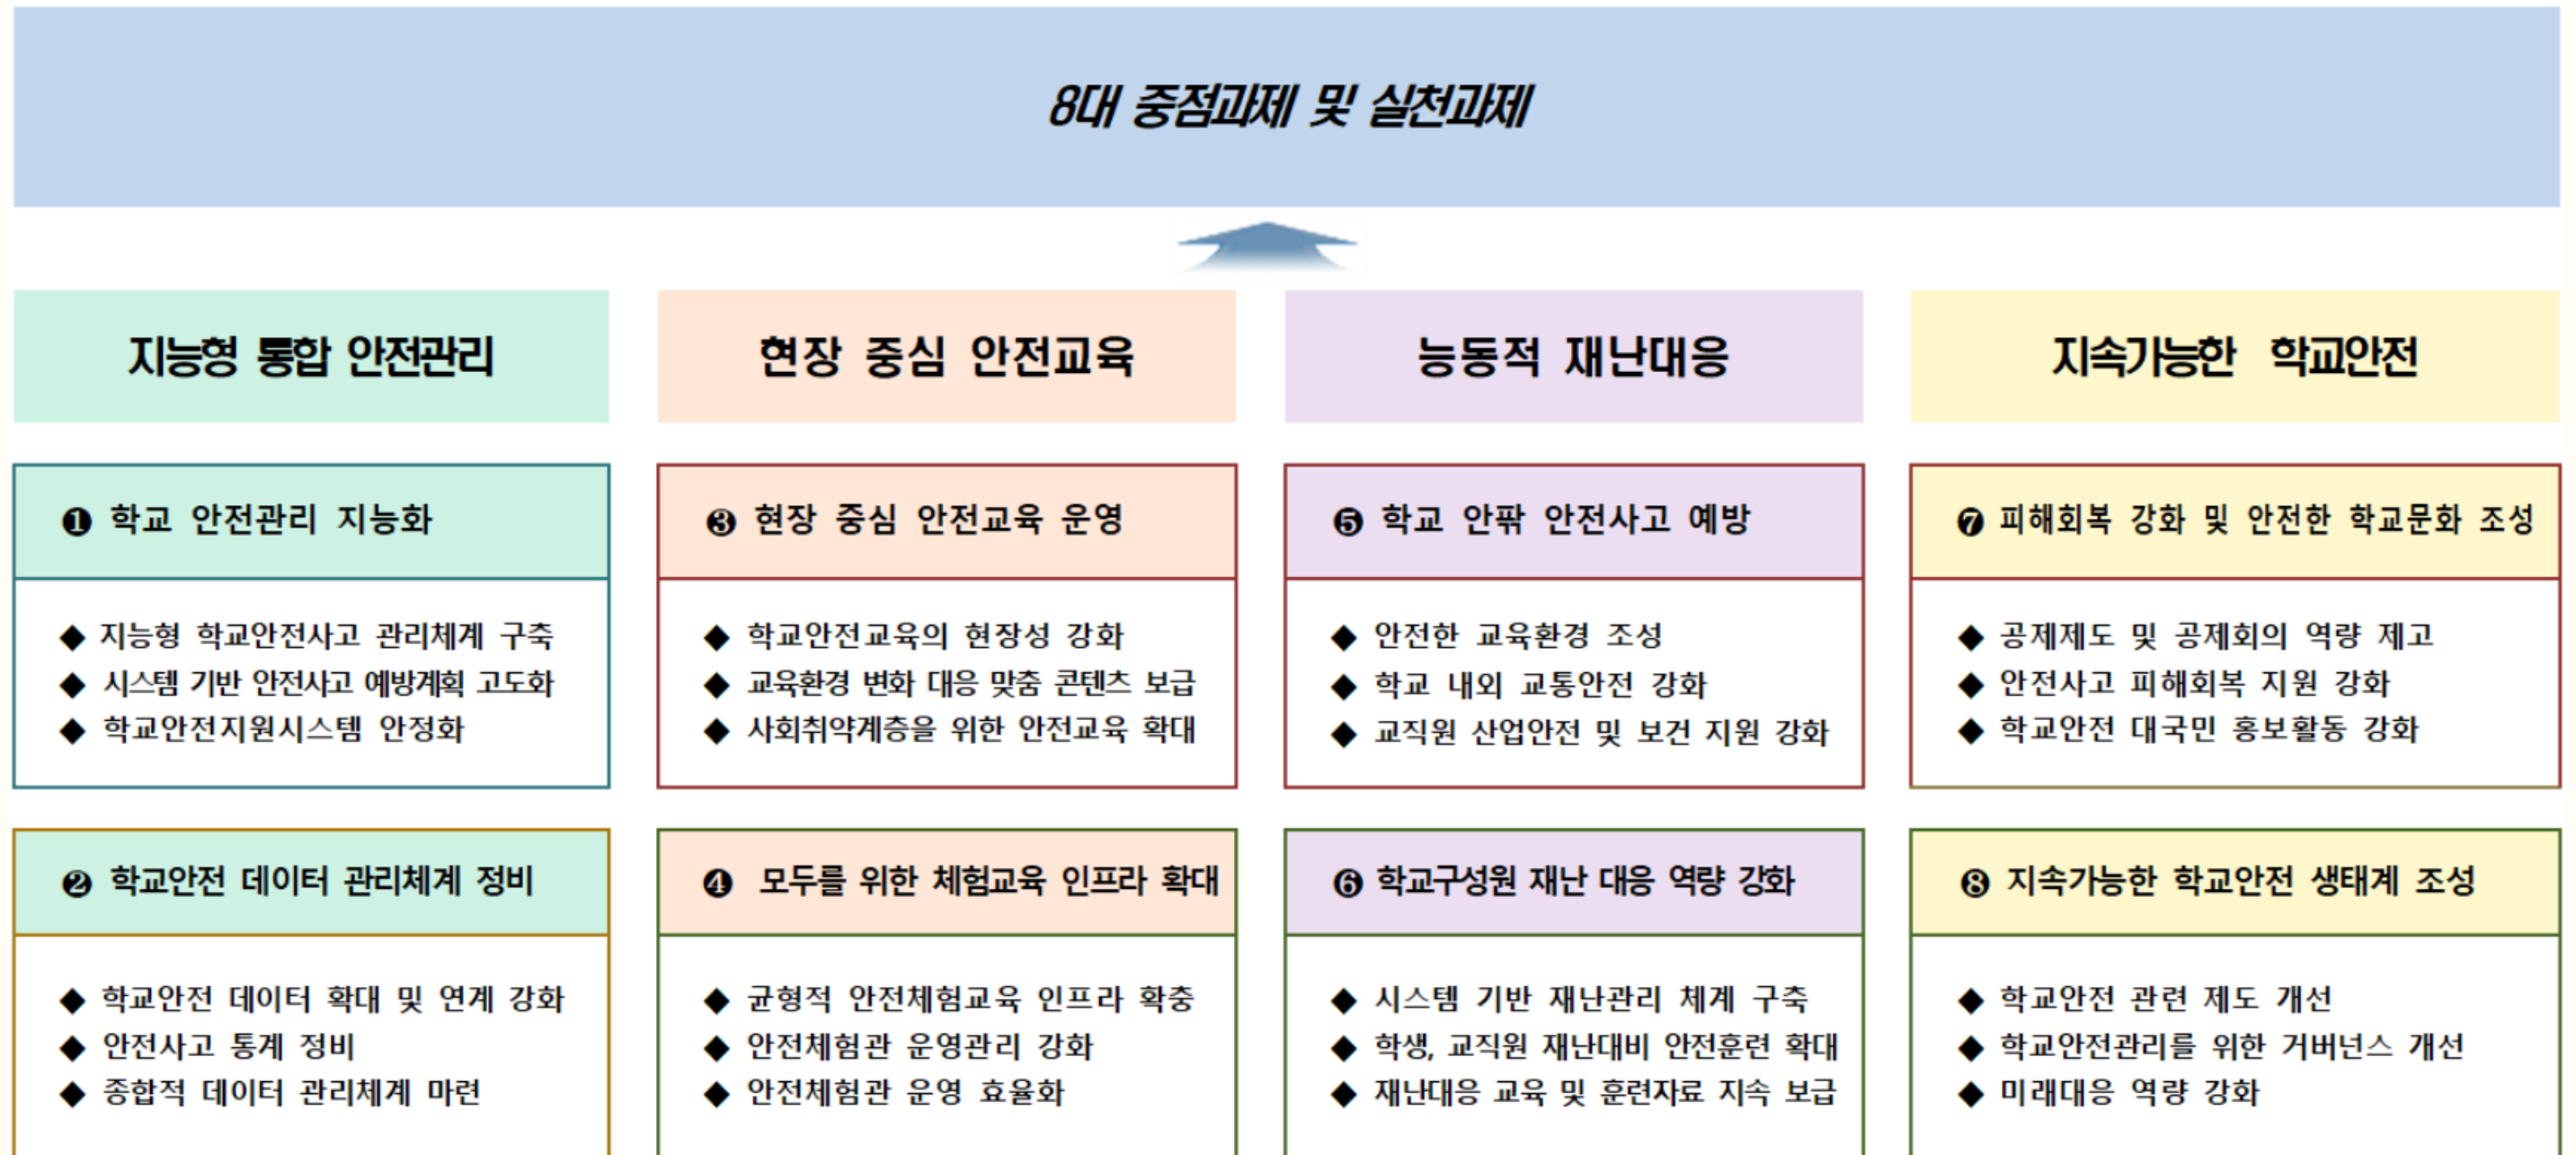 8대 중점과제 및 실천과제
지능형 통합 안전관리
현장 중심 안전교육
능동적 재난대응
지속가능한 학교안전
❶ 학교 안전관리 지능화
◆ 지능형 학교안전사고 관리체계 구축
◆ 시스템 기반 안전사고 예방계획 고도화
◆ 학교안전지원시스템 안정화
❸ 현장 중심 안전교육 운영
◆ 학교안전교육의 현장성 강화
◆ 교육환경 변화 대응 맞춤 콘텐츠 보급
◆ 사회취약계층을 위한 안전교육 확대
❺ 학교 안팎 안전사고 예방
◆ 안전한 교육환경 조성
◆ 학교 내외 교통안전 강화
◆ 교직원 산업안전 및 보건 지원 강화
❼ 피해회복 강화 및 안전한 학교문화 조성
◆ 공제제도 및 공제회의 역량 제고
◆ 안전사고 피해회복 지원 강화
◆ 학교안전 대국민 홍보활동 강화
❷ 학교안전 데이터 관리체계 정비
◆ 학교안전 데이터 확대 및 연계 강화
◆ 안전사고 통계 정비
◆ 종합적 데이터 관리체계 마련
❹ 모두를 위한 체험교육 인프라 확대
◆ 균형적 안전체험교육 인프라 확충
◆ 안전체험관 운영관리 강화
◆ 안전체험관 운영 효율화
❻ 학교구성원 재난 대응 역량 강화
◆ 시스템 기반 재난관리 체계 구축
◆ 학생, 교직원 재난대비 안전훈련 확대
◆ 재난대응 교육 및 훈련자료 지속 보급
❽ 지속가능한 학교안전 생태계 조성
◆ 학교안전 관련 제도 개선
◆ 학교안전관리를 위한 거버넌스 개선
◆ 미래대응 역량 강화